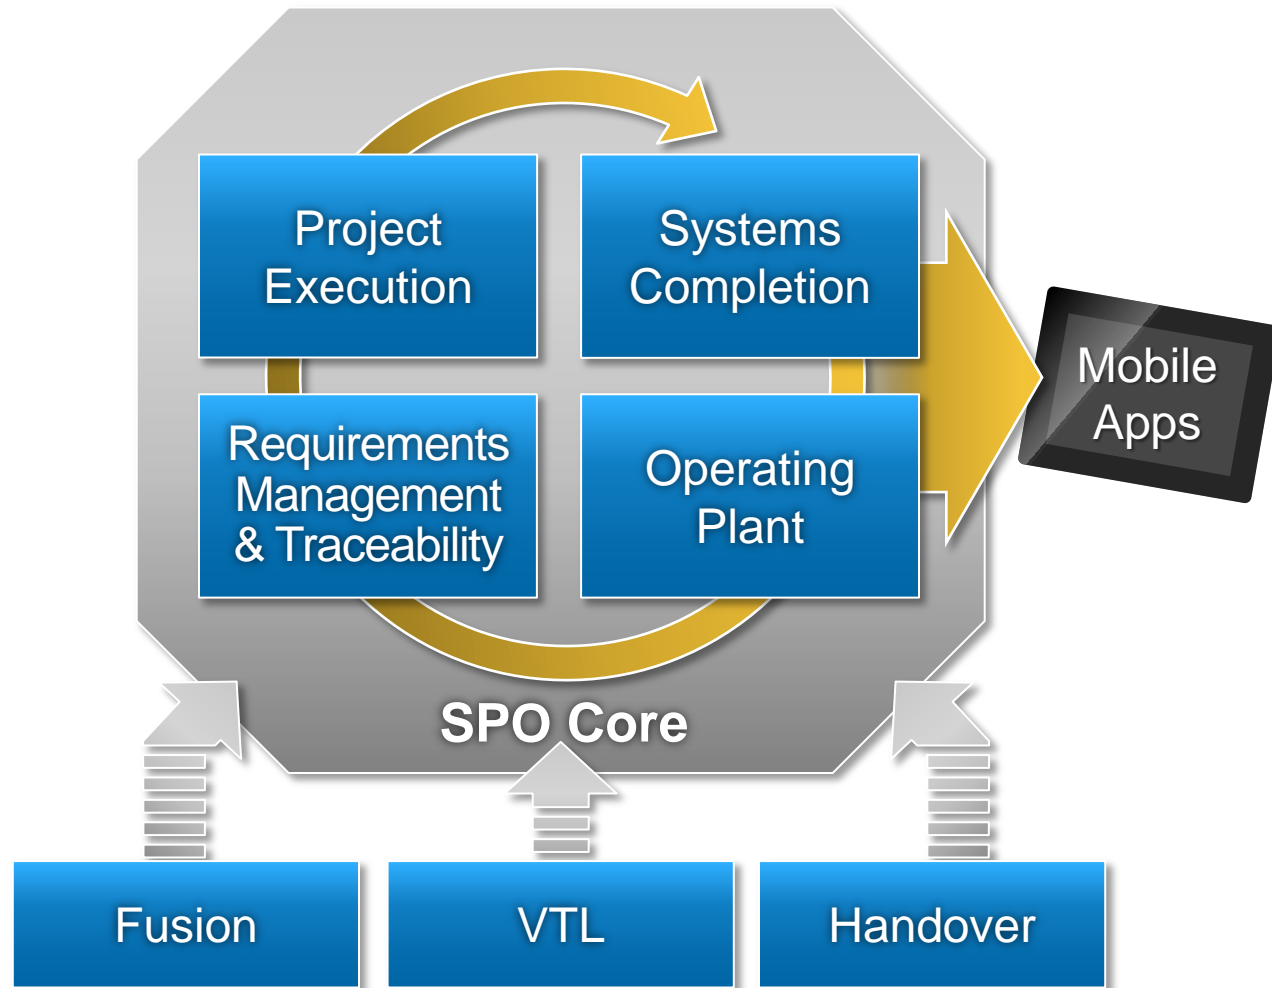 Project
Execution
Systems
Completion
Requirements
Management
& Traceability
Operating
Plant
Mobile
Apps
SPO Core
Fusion
VTL
Handover